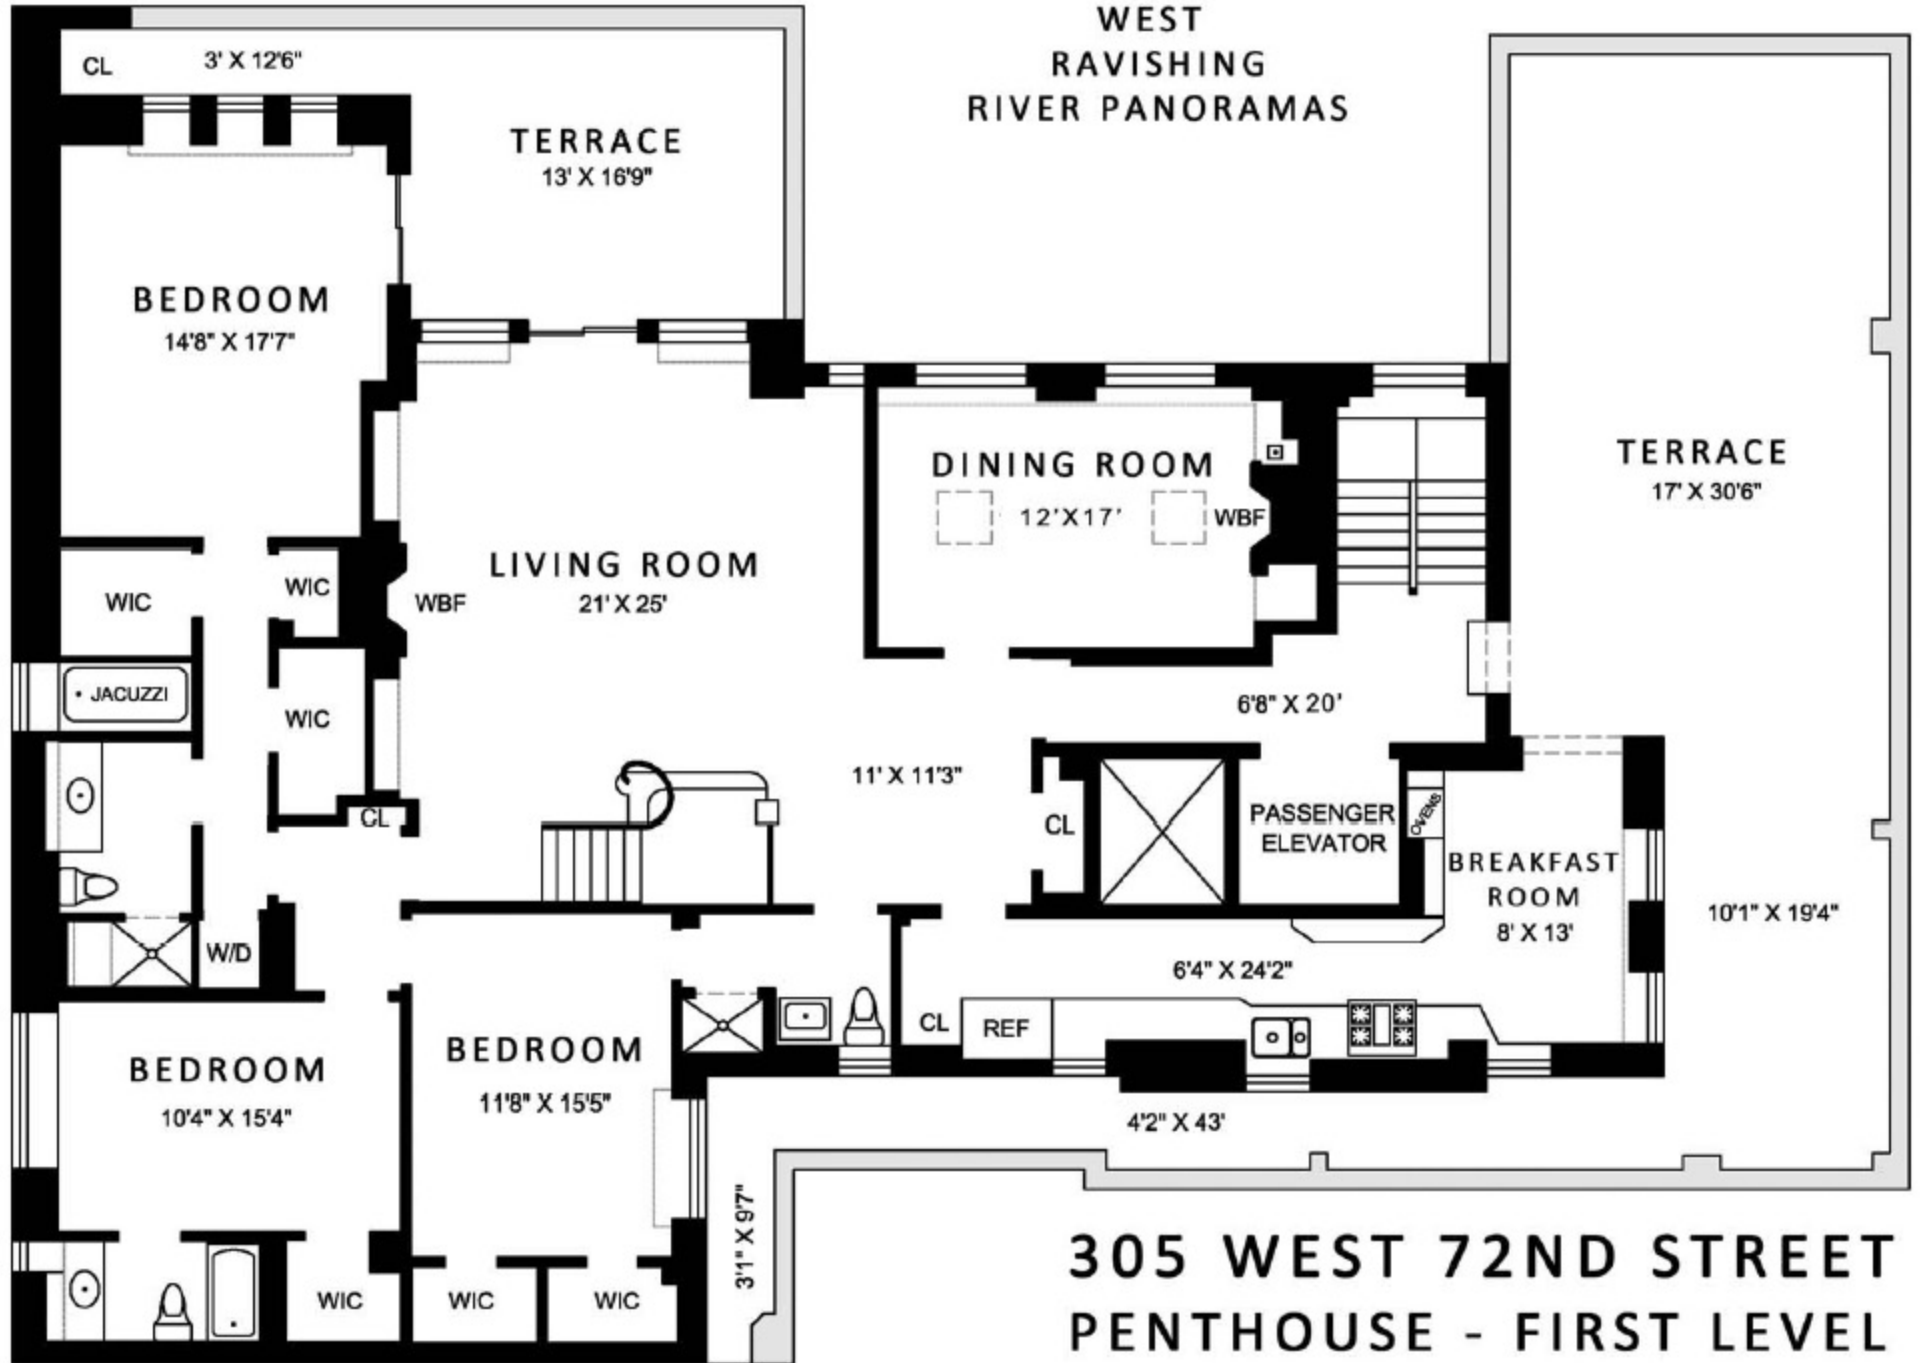 WEST
RAVISHING
RIVER PANORAMAS
CL
3' X 12'6"
TERRACE
13' X 16'9"
BEDROOM
14'8" X 17'7"
TERRACE
17' X 30'6"
DINING ROOM
12'X17'
WBF
LIVING ROOM
21' X 25'
WBF
WIC
WIC
JACUZZI
WIC
CL
6'8" X 20'
11' X 11'3"
CL
PASSENGER
ELEVATOR
OVENS
BREAKFAST
ROOM
8' X 13'
10'1" X 19'4"
W/D
6'4" X 24'2"
CL
REF
BEDROOM
10'4" X 15'4"
BEDROOM
11'8" X 15'5"
4'2" X 43'
3'1" X 9'7"
WIC
WIC
WIC
305 WEST 72ND STREET
PENTHOUSE - FIRST LEVEL